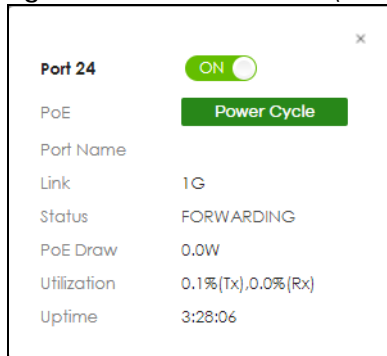 ×
Port 24 ON
PoE Power Cycle
Port Name
Link 1G
Status FORWARDING
PoE Draw 0.0W
Utilization 0.1%(Tx),0.0%(Rx)
Uptime 3:28:06